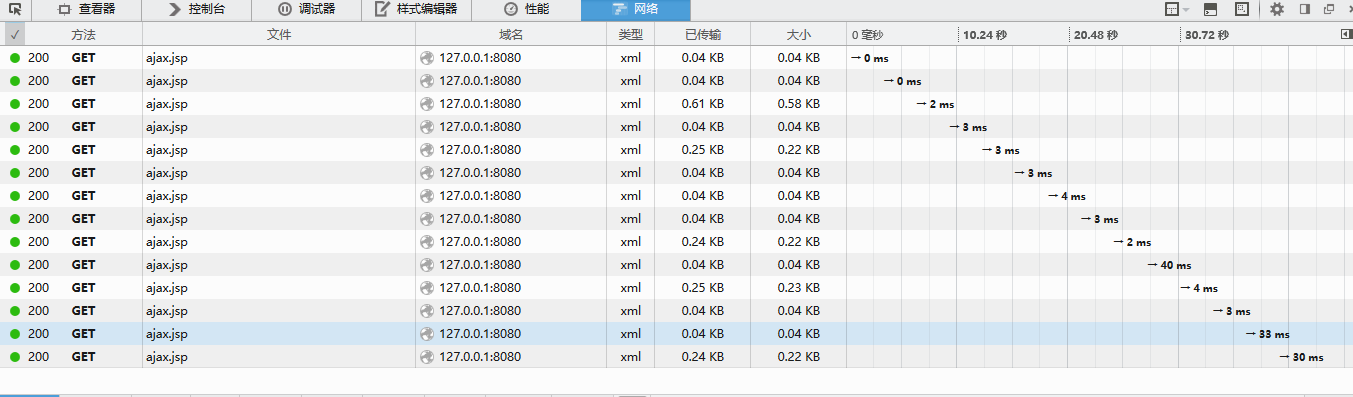 查看器 控制台 调试器 样式编辑器 性能 网络
✓ 方法 文件 域名 类型 已传输 大小 0 毫秒 10.24 秒 20.48 秒 30.72 秒
200 GET ajax.jsp 127.0.0.1:8080 xml 0.04 KB 0.04 KB → 0 ms
200 GET ajax.jsp 127.0.0.1:8080 xml 0.04 KB 0.04 KB → 0 ms
200 GET ajax.jsp 127.0.0.1:8080 xml 0.61 KB 0.58 KB → 2 ms
200 GET ajax.jsp 127.0.0.1:8080 xml 0.04 KB 0.04 KB → 3 ms
200 GET ajax.jsp 127.0.0.1:8080 xml 0.25 KB 0.22 KB → 3 ms
200 GET ajax.jsp 127.0.0.1:8080 xml 0.04 KB 0.04 KB → 3 ms
200 GET ajax.jsp 127.0.0.1:8080 xml 0.04 KB 0.04 KB → 4 ms
200 GET ajax.jsp 127.0.0.1:8080 xml 0.04 KB 0.04 KB → 3 ms
200 GET ajax.jsp 127.0.0.1:8080 xml 0.24 KB 0.22 KB → 2 ms
200 GET ajax.jsp 127.0.0.1:8080 xml 0.04 KB 0.04 KB → 40 ms
200 GET ajax.jsp 127.0.0.1:8080 xml 0.25 KB 0.23 KB → 4 ms
200 GET ajax.jsp 127.0.0.1:8080 xml 0.04 KB 0.04 KB → 3 ms
200 GET ajax.jsp 127.0.0.1:8080 xml 0.04 KB 0.04 KB → 33 ms
200 GET ajax.jsp 127.0.0.1:8080 xml 0.24 KB 0.22 KB → 30 ms